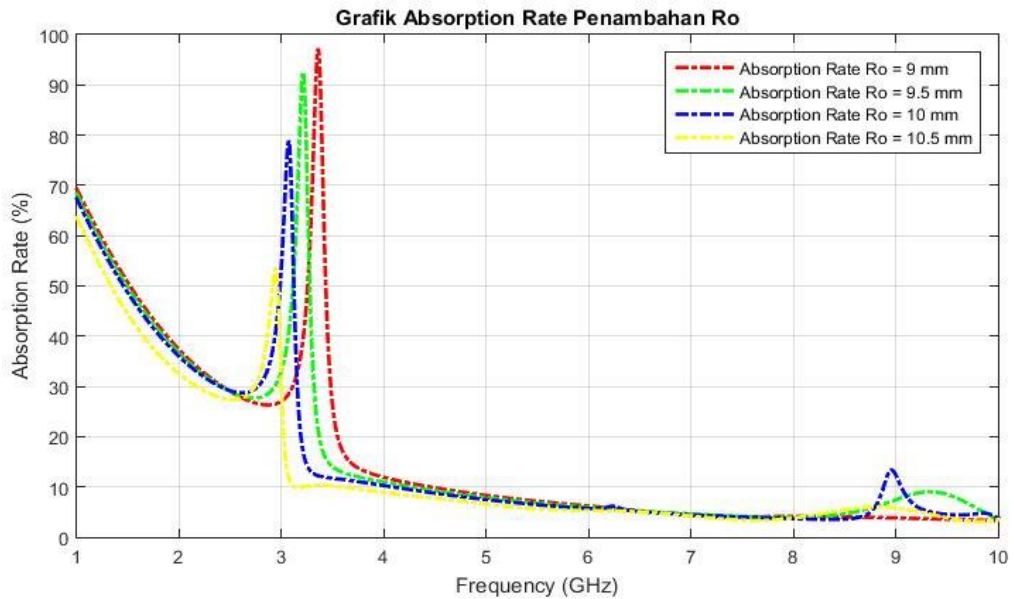 Grafik Absorption Rate Penambahan Ro
Absorption Rate (%)
100
90
80
70
60
50
40
30
20
10
0
Absorption Rate Ro = 9 mm
Absorption Rate Ro = 9.5 mm
Absorption Rate Ro = 10 mm
Absorption Rate Ro = 10.5 mm
1 2 3 4 5 6 7 8 9 10
Frequency (GHz)